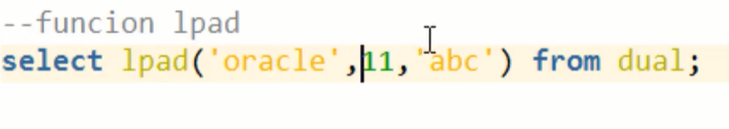 --funcion lpad
select lpad('oracle',11,'abc') from dual;